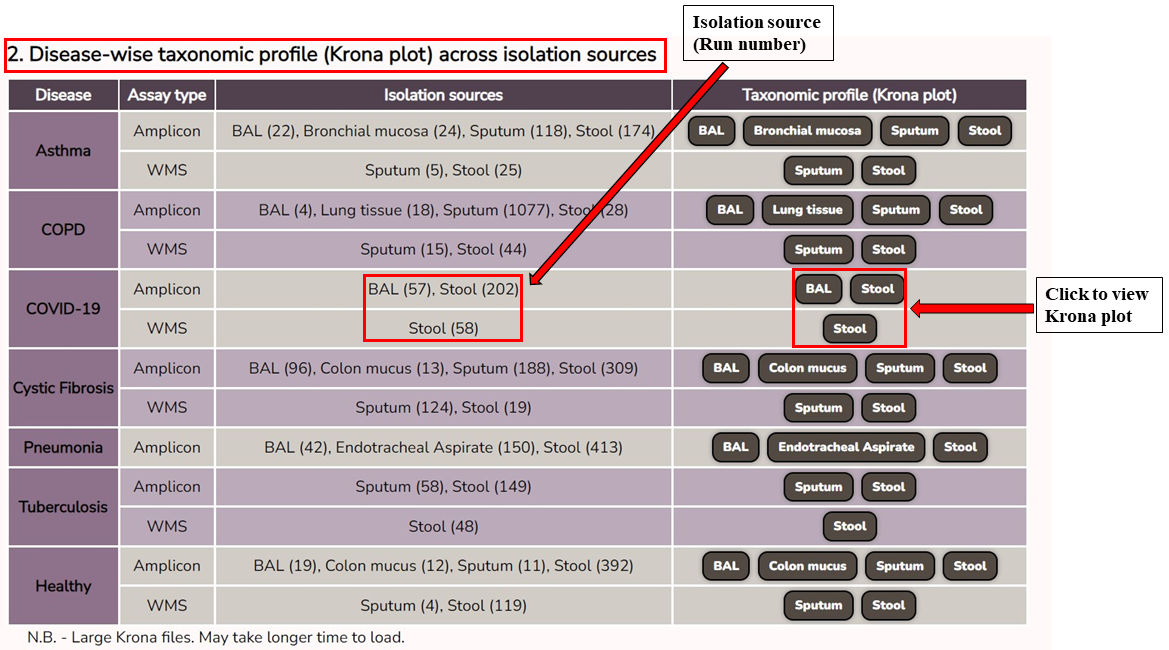 Isolation source
(Run number)
2. Disease-wise taxonomic profile (Krona plot) across isolation sources
Disease Assay type Isolation sources Taxonomic profile (Krona plot)
Asthma
Amplicon BAL (22), Bronchial mucosa (24), Sputum (118), Stool (174) BAL Bronchial mucosa Sputum Stool
WMS Sputum (5), Stool (25) Sputum Stool
COPD
Amplicon BAL (4), Lung tissue (18), Sputum (1077), Stool (28) BAL Lung tissue Sputum Stool
WMS Sputum (15), Stool (44) Sputum Stool
COVID-19
Amplicon BAL (57), Stool (202) BAL Stool
WMS Stool (58) Stool
Click to view
Krona plot
Cystic Fibrosis
Amplicon BAL (96), Colon mucus (13), Sputum (188), Stool (309) BAL Colon mucus Sputum Stool
WMS Sputum (124), Stool (19) Sputum Stool
Pneumonia Amplicon BAL (42), Endotracheal Aspirate (150), Stool (413) BAL Endotracheal Aspirate Stool
Tuberculosis
Amplicon Sputum (58), Stool (149) Sputum Stool
WMS Stool (48) Stool
Healthy
Amplicon BAL (19), Colon mucus (12), Sputum (11), Stool (392) BAL Colon mucus Sputum Stool
WMS Sputum (4), Stool (119) Sputum Stool
N.B. - Large Krona files. May take longer time to load.